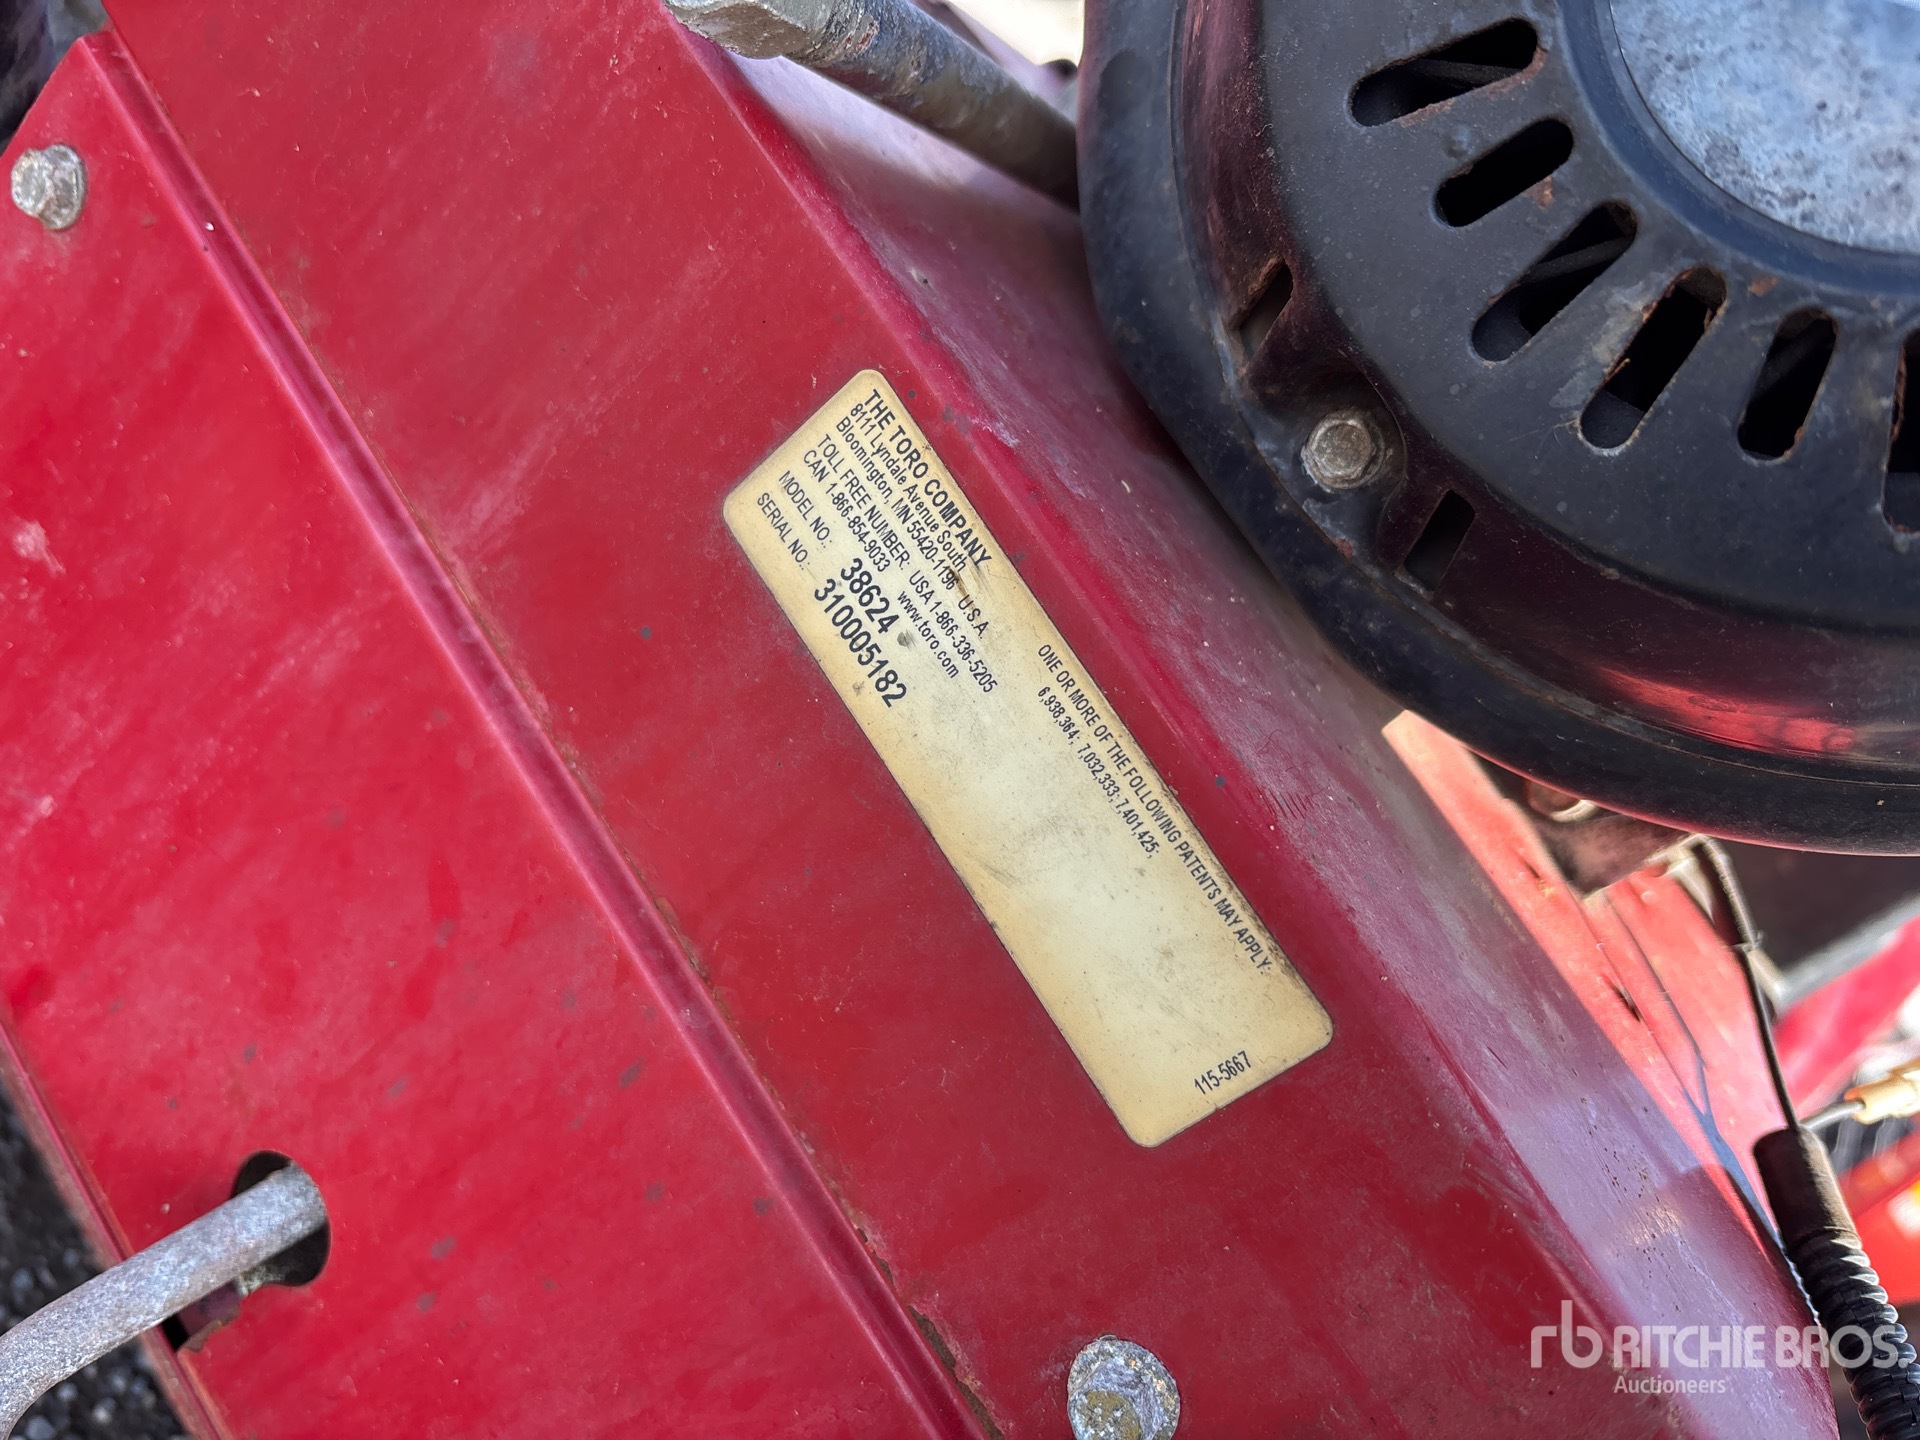 THE TORO COMPANY
8111 Lyndale Avenue South
Bloomington, MN 55420-1196 U.S.A.
TOLL FREE NUMBER: USA 1-866-336-5205
CAN 1-866-854-9033 www.toro.com
MODEL NO.: 38624
SERIAL NO.: 310005182
ONE OR MORE OF THE FOLLOWING PATENTS MAY APPLY:
6,938,364; 7,032,333; 7,401,425;
115-5667
rb RITCHIE BROS.
Auctioneers